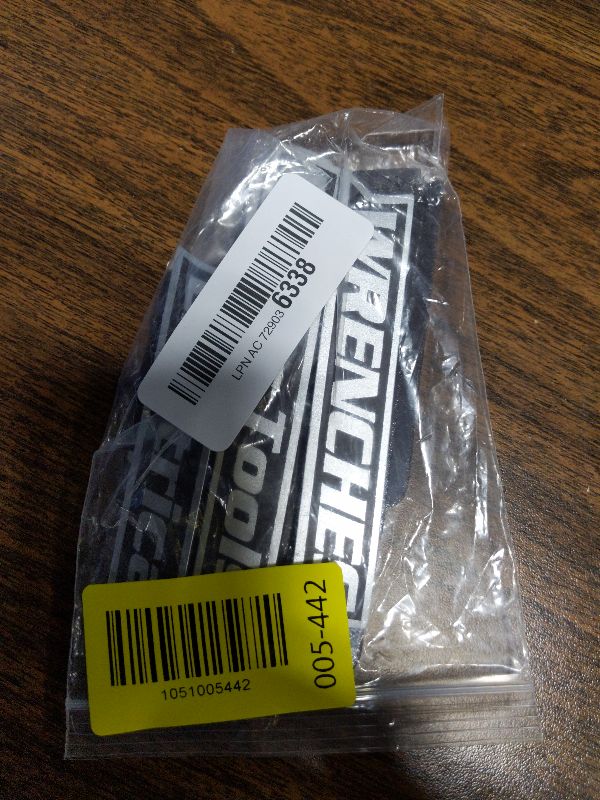 LPN AC 72903 6338
WRENCHES
Tools
1051005442
005-442